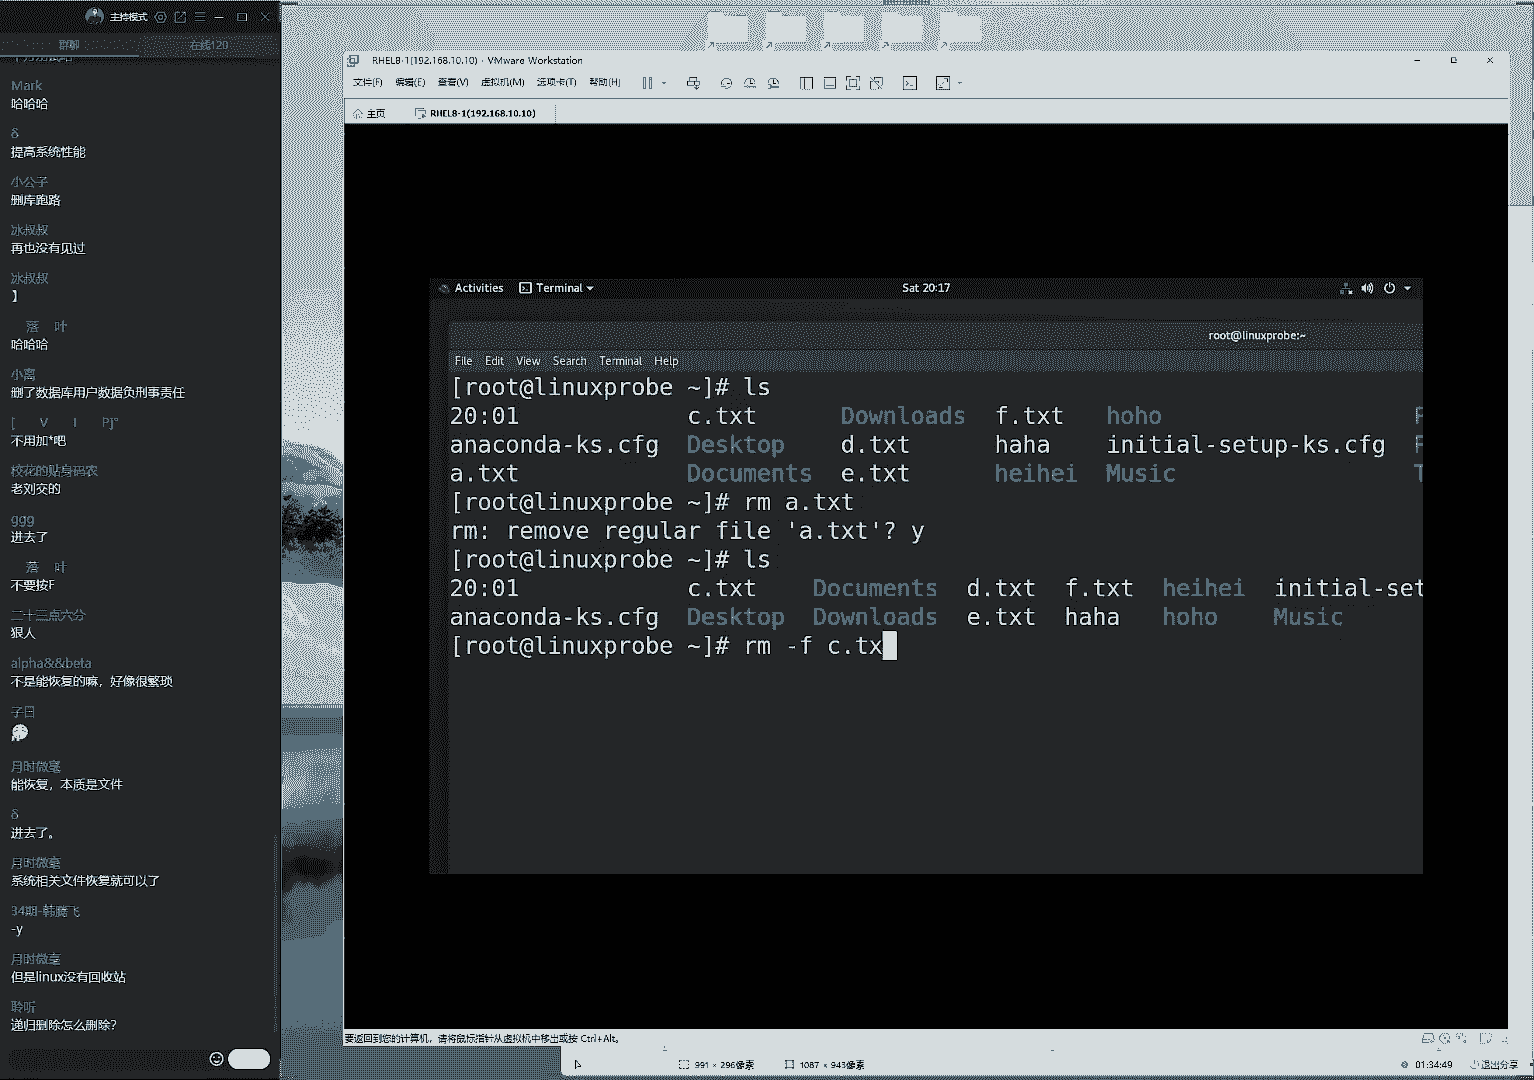 主持模式
群聊
在线120
Mark
哈哈哈
δ
提高系统性能
小公子
删库跑路
冰叔叔
再也没有见过
冰叔叔
】
落 叶
哈哈哈
小离
删了数据库用户数据负刑事责任
[ V I P]°
不用加*吧
校花的贴身码农
老刘交的
ggg
进去了
落 叶
不要按F
二十三点六分
狠人
alpha&&beta
不是能恢复的嘛，好像很繁琐
子日
月时微毫
能恢复，本质是文件
δ
进去了。
月时微毫
系统相关文件恢复就可以了
34期-韩腾飞
-y
月时微毫
但是linux没有回收站
聆听
递归删除怎么删除？
RHEL8-1(192.168.10.10) - VMware Workstation
文件(F) 编辑(E) 查看(V) 虚拟机(M) 选项卡(T) 帮助(H)
主页 RHEL8-1(192.168.10.10)
Activities Terminal Sat 20:17
root@linuxprobe:~
File Edit View Search Terminal Help
[root@linuxprobe ~]# ls
20:01 c.txt Downloads f.txt hoho
anaconda-ks.cfg Desktop d.txt haha initial-setup-ks.cfg
a.txt Documents e.txt heihei Music
[root@linuxprobe ~]# rm a.txt
rm: remove regular file 'a.txt'? y
[root@linuxprobe ~]# ls
20:01 c.txt Documents d.txt f.txt heihei initial-set
anaconda-ks.cfg Desktop Downloads e.txt haha hoho Music
[root@linuxprobe ~]# rm -f c.tx
要返回到您的计算机，请将鼠标指针从虚拟机中移出或按 Ctrl+Alt。
991 × 296像素 1087 × 943像素 01:34:49 退出分享